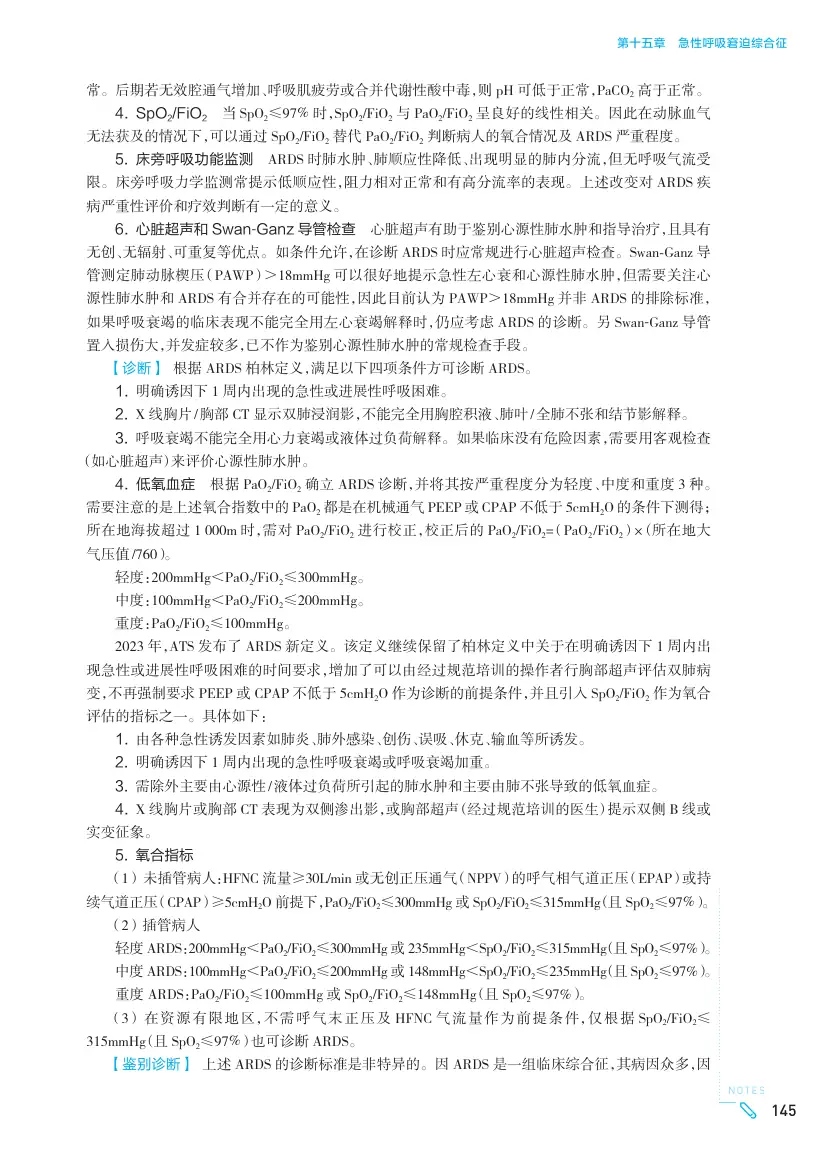 第十五章 急性呼吸窘迫综合征
常。后期若无效腔通气增加、呼吸肌疲劳或合并代谢性酸中毒,则 pH 可低于正常,PaCO₂ 高于正常。
4. SpO₂/FiO₂ 当 SpO₂≤97% 时,SpO₂/FiO₂ 与 PaO₂/FiO₂ 呈良好的线性相关。因此在动脉血气
无法获及的情况下,可以通过 SpO₂/FiO₂ 替代 PaO₂/FiO₂ 判断病人的氧合情况及 ARDS 严重程度。
5. 床旁呼吸功能监测 ARDS 时肺水肿、肺顺应性降低、出现明显的肺内分流,但无呼吸气流受
限。床旁呼吸力学监测常提示低顺应性,阻力相对正常和有高分流率的表现。上述改变对 ARDS 疾
病严重性评价和疗效判断有一定的意义。
6. 心脏超声和 Swan-Ganz 导管检查 心脏超声有助于鉴别心源性肺水肿和指导治疗,且具有
无创、无辐射、可重复等优点。如条件允许,在诊断 ARDS 时应常规进行心脏超声检查。Swan-Ganz 导
管测定肺动脉楔压(PAWP)>18mmHg 可以很好地提示急性左心衰和心源性肺水肿,但需要关注心
源性肺水肿和 ARDS 有合并存在的可能性,因此目前认为 PAWP>18mmHg 并非 ARDS 的排除标准,
如果呼吸衰竭的临床表现不能完全用左心衰竭解释时,仍应考虑 ARDS 的诊断。另 Swan-Ganz 导管
置入损伤大,并发症较多,已不作为鉴别心源性肺水肿的常规检查手段。
【诊断】 根据 ARDS 柏林定义,满足以下四项条件方可诊断 ARDS。
1. 明确诱因下 1 周内出现的急性或进展性呼吸困难。
2. X 线胸片/胸部 CT 显示双肺浸润影,不能完全用胸腔积液、肺叶/全肺不张和结节影解释。
3. 呼吸衰竭不能完全用心力衰竭或液体过负荷解释。如果临床没有危险因素,需要用客观检查
(如心脏超声)来评价心源性肺水肿。
4. 低氧血症 根据 PaO₂/FiO₂ 确立 ARDS 诊断,并将其按严重程度分为轻度、中度和重度 3 种。
需要注意的是上述氧合指数中的 PaO₂ 都是在机械通气 PEEP 或 CPAP 不低于 5cmH₂O 的条件下测得;
所在地海拔超过 1 000m 时,需对 PaO₂/FiO₂ 进行校正,校正后的 PaO₂/FiO₂=(PaO₂/FiO₂)×(所在地大
气压值/760)。
轻度:200mmHg<PaO₂/FiO₂≤300mmHg。
中度:100mmHg<PaO₂/FiO₂≤200mmHg。
重度:PaO₂/FiO₂≤100mmHg。
2023 年,ATS 发布了 ARDS 新定义。该定义继续保留了柏林定义中关于在明确诱因下 1 周内出
现急性或进展性呼吸困难的时间要求,增加了可以由经过规范培训的操作者行胸部超声评估双肺病
变,不再强制要求 PEEP 或 CPAP 不低于 5cmH₂O 作为诊断的前提条件,并且引入 SpO₂/FiO₂ 作为氧合
评估的指标之一。具体如下:
1. 由各种急性诱发因素如肺炎、肺外感染、创伤、误吸、休克、输血等所诱发。
2. 明确诱因下 1 周内出现的急性呼吸衰竭或呼吸衰竭加重。
3. 需除外主要由心源性/液体过负荷所引起的肺水肿和主要由肺不张导致的低氧血症。
4. X 线胸片或胸部 CT 表现为双侧渗出影,或胸部超声(经过规范培训的医生)提示双侧 B 线或
实变征象。
5. 氧合指标
(1)未插管病人:HFNC 流量≥30L/min 或无创正压通气(NPPV)的呼气相气道正压(EPAP)或持
续气道正压(CPAP)≥5cmH₂O 前提下,PaO₂/FiO₂≤300mmHg 或 SpO₂/FiO₂≤315mmHg(且 SpO₂≤97%)。
(2)插管病人
轻度 ARDS:200mmHg<PaO₂/FiO₂≤300mmHg 或 235mmHg<SpO₂/FiO₂≤315mmHg(且 SpO₂≤97%)。
中度 ARDS:100mmHg<PaO₂/FiO₂≤200mmHg 或 148mmHg<SpO₂/FiO₂≤235mmHg(且 SpO₂≤97%)。
重度 ARDS:PaO₂/FiO₂≤100mmHg 或 SpO₂/FiO₂≤148mmHg(且 SpO₂≤97%)。
(3)在资源有限地区,不需呼气末正压及 HFNC 气流量作为前提条件,仅根据 SpO₂/FiO₂≤
315mmHg(且 SpO₂≤97%)也可诊断 ARDS。
【鉴别诊断】 上述 ARDS 的诊断标准是非特异的。因 ARDS 是一组临床综合征,其病因众多,因
NOTES
145